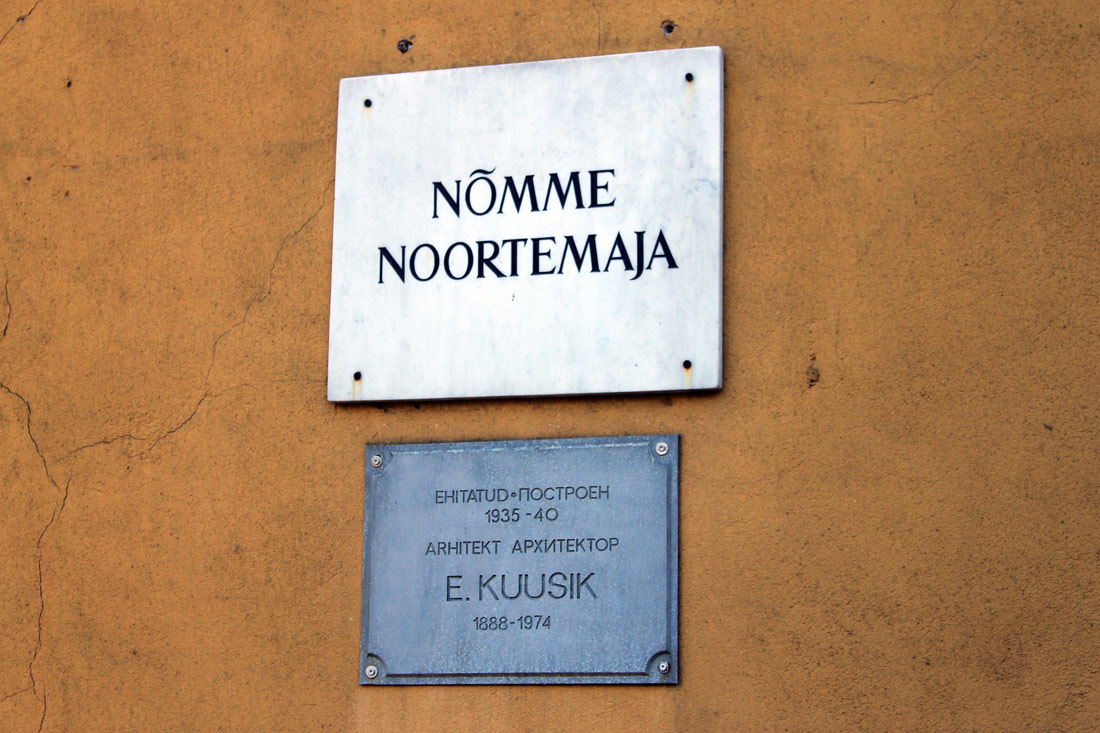 NÕMME
NOORTEMAJA
EHITATUD•ПОСТРОЕН
1935-40
ARHITEKT АРХИТЕКТОР
E. KUUSIK
1888-1974